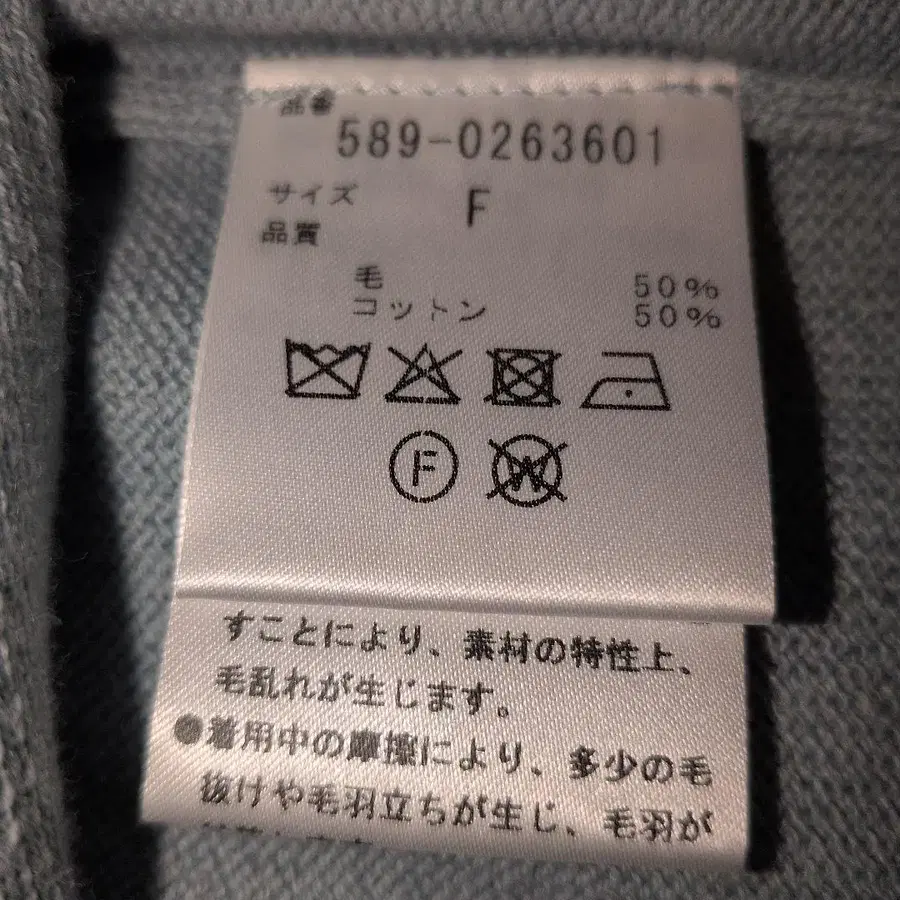 品番
589-0263601
サイズ F
品質
毛 50%
コットン 50%
F
W
すことにより、素材の特性上、
毛乱れが生じます。
●着用中の摩擦により、多少の毛
抜けや毛羽立ちが生じ、毛羽が